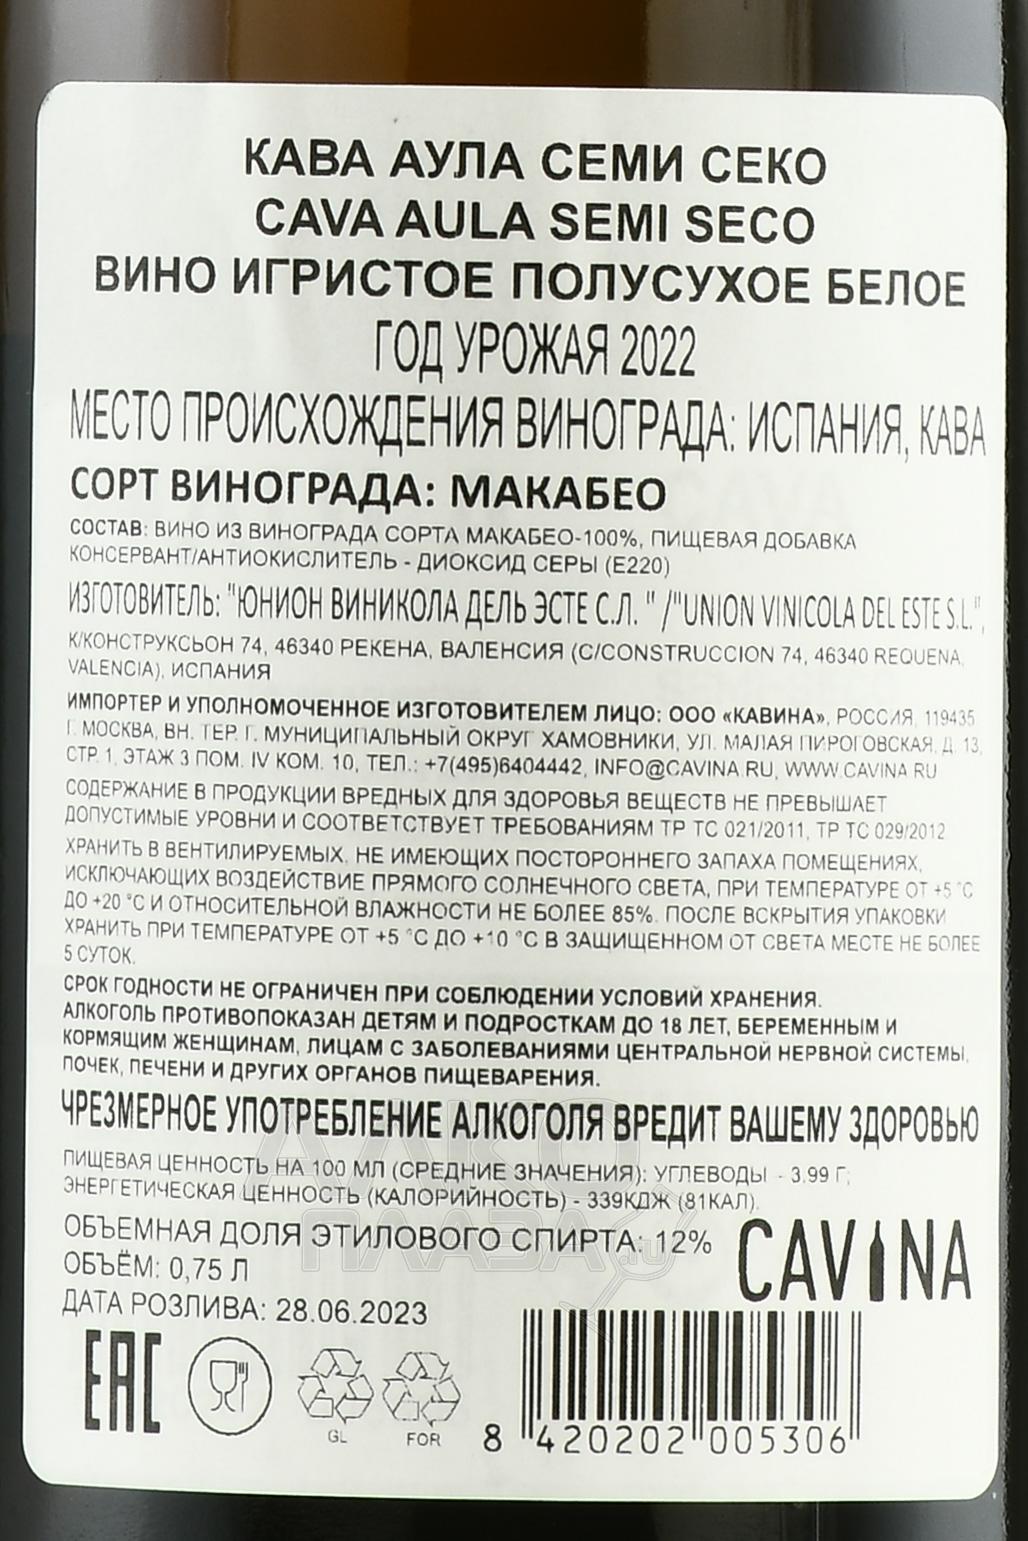 КАВА АУЛА СЕМИ СЕКО
CAVA AULA SEMI SECO
ВИНО ИГРИСТОЕ ПОЛУСУХОЕ БЕЛОЕ
ГОД УРОЖАЯ 2022
МЕСТО ПРОИСХОЖДЕНИЯ ВИНОГРАДА: ИСПАНИЯ, КАВА
СОРТ ВИНОГРАДА: МАКАБЕО
СОСТАВ: ВИНО ИЗ ВИНОГРАДА СОРТА МАКАБЕО-100%, ПИЩЕВАЯ ДОБАВКА
КОНСЕРВАНТ/АНТИОКИСЛИТЕЛЬ - ДИОКСИД СЕРЫ (E220)
ИЗГОТОВИТЕЛЬ: "ЮНИОН ВИНИКОЛА ДЕЛЬ ЭСТЕ С.Л. " /"UNION VINICOLA DEL ESTE S.L.",
К/КОНСТРУКСЬОН 74, 46340 РЕКЕНА, ВАЛЕНСИЯ (C/CONSTRUCCION 74, 46340 REQUENA,
VALENCIA), ИСПАНИЯ
ИМПОРТЕР И УПОЛНОМОЧЕННОЕ ИЗГОТОВИТЕЛЕМ ЛИЦО: ООО «КАВИНА», РОССИЯ, 119435,
Г. МОСКВА, ВН. ТЕР. Г. МУНИЦИПАЛЬНЫЙ ОКРУГ ХАМОВНИКИ, УЛ. МАЛАЯ ПИРОГОВСКАЯ, Д. 13,
СТР. 1, ЭТАЖ 3 ПОМ. IV КОМ. 10, ТЕЛ.: +7(495)6404442, INFO@CAVINA.RU, WWW.CAVINA.RU
СОДЕРЖАНИЕ В ПРОДУКЦИИ ВРЕДНЫХ ДЛЯ ЗДОРОВЬЯ ВЕЩЕСТВ НЕ ПРЕВЫШАЕТ
ДОПУСТИМЫЕ УРОВНИ И СООТВЕТСТВУЕТ ТРЕБОВАНИЯМ ТР ТС 021/2011, ТР ТС 029/2012
ХРАНИТЬ В ВЕНТИЛИРУЕМЫХ, НЕ ИМЕЮЩИХ ПОСТОРОННЕГО ЗАПАХА ПОМЕЩЕНИЯХ,
ИСКЛЮЧАЮЩИХ ВОЗДЕЙСТВИЕ ПРЯМОГО СОЛНЕЧНОГО СВЕТА, ПРИ ТЕМПЕРАТУРЕ ОТ +5 °C
ДО +20 °C И ОТНОСИТЕЛЬНОЙ ВЛАЖНОСТИ НЕ БОЛЕЕ 85%. ПОСЛЕ ВСКРЫТИЯ УПАКОВКИ
ХРАНИТЬ ПРИ ТЕМПЕРАТУРЕ ОТ +5 °C ДО +10 °C В ЗАЩИЩЕННОМ ОТ СВЕТА МЕСТЕ НЕ БОЛЕЕ
5 СУТОК.
СРОК ГОДНОСТИ НЕ ОГРАНИЧЕН ПРИ СОБЛЮДЕНИИ УСЛОВИЙ ХРАНЕНИЯ.
АЛКОГОЛЬ ПРОТИВОПОКАЗАН ДЕТЯМ И ПОДРОСТКАМ ДО 18 ЛЕТ, БЕРЕМЕННЫМ И
КОРМЯЩИМ ЖЕНЩИНАМ, ЛИЦАМ С ЗАБОЛЕВАНИЯМИ ЦЕНТРАЛЬНОЙ НЕРВНОЙ СИСТЕМЫ,
ПОЧЕК, ПЕЧЕНИ И ДРУГИХ ОРГАНОВ ПИЩЕВАРЕНИЯ.
ЧРЕЗМЕРНОЕ УПОТРЕБЛЕНИЕ АЛКОГОЛЯ ВРЕДИТ ВАШЕМУ ЗДОРОВЬЮ
ПИЩЕВАЯ ЦЕННОСТЬ НА 100 МЛ (СРЕДНИЕ ЗНАЧЕНИЯ): УГЛЕВОДЫ - 3.99 Г;
ЭНЕРГЕТИЧЕСКАЯ ЦЕННОСТЬ (КАЛОРИЙНОСТЬ) - 339КДЖ (81КАЛ).
ОБЪЕМНАЯ ДОЛЯ ЭТИЛОВОГО СПИРТА: 12%
ОБЪЁМ: 0,75 Л
ДАТА РОЗЛИВА: 28.06.2023
CAVINA
EAC
GL
FOR
8 420202 005306
АЛКО
ПЛАЗА.ru